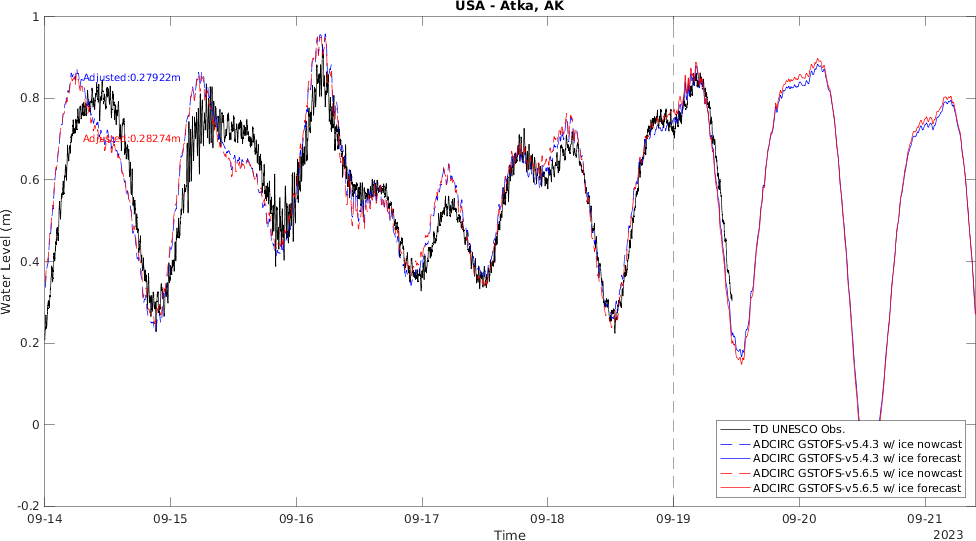 USA - Atka, AK
1
0.8
0.6
0.4
0.2
0
-0.2
Water Level (m)
Adjusted:0.27922m
Adjusted:0.28274m
TD UNESCO Obs.
ADCIRC GSTOFS-v5.4.3 w/ ice nowcast
ADCIRC GSTOFS-v5.4.3 w/ ice forecast
ADCIRC GSTOFS-v5.6.5 w/ ice nowcast
ADCIRC GSTOFS-v5.6.5 w/ ice forecast
09-14 09-15 09-16 09-17 09-18 09-19 09-20 09-21
Time
2023